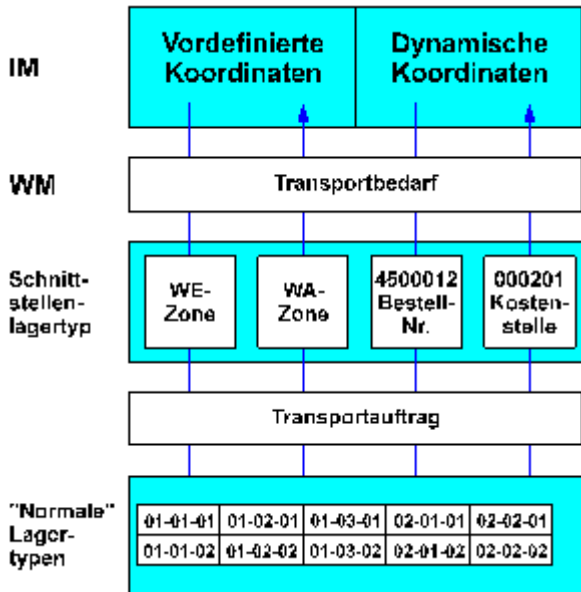 IM
Vordefinierte
Koordinaten
Dynamische
Koordinaten
WM
Transportbedarf
Schnitt-
stellen-
lagertyp
WE-
Zone
WA-
Zone
4500012
Bestell-
Nr.
000201
Kosten-
stelle
Transportauftrag
"Normale"
Lager-
typen
01-01-01 01-02-01 01-03-01 02-01-01 02-02-01
01-01-02 01-02-02 01-03-02 02-01-02 02-02-02